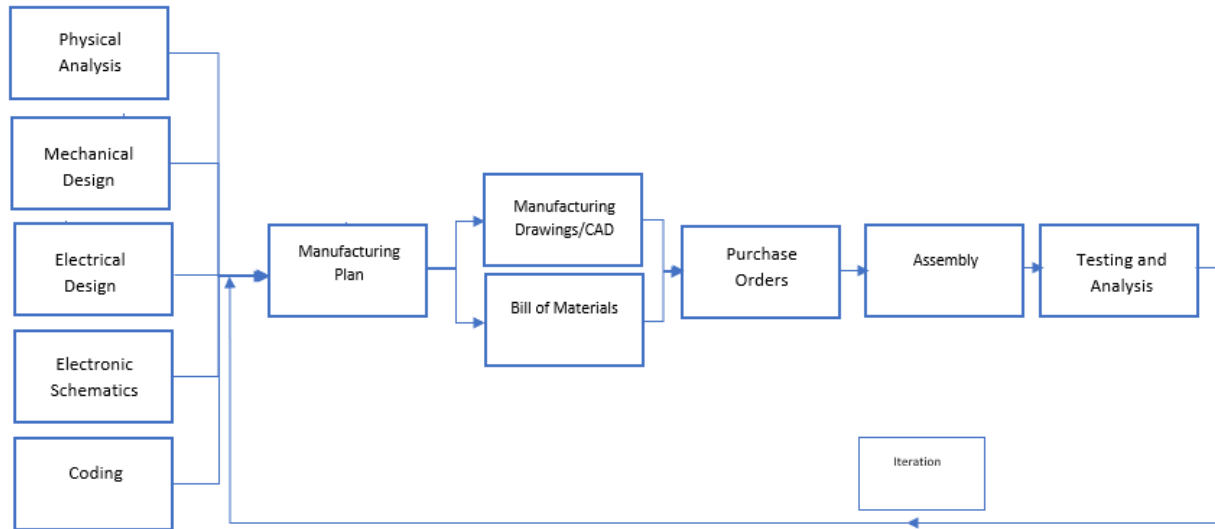 Physical
Analysis
Mechanical
Design
Electrical
Design
Electronic
Schematics
Coding
Manufacturing
Plan
Manufacturing
Drawings/CAD
Bill of Materials
Purchase
Orders
Assembly
Testing and
Analysis
Iteration